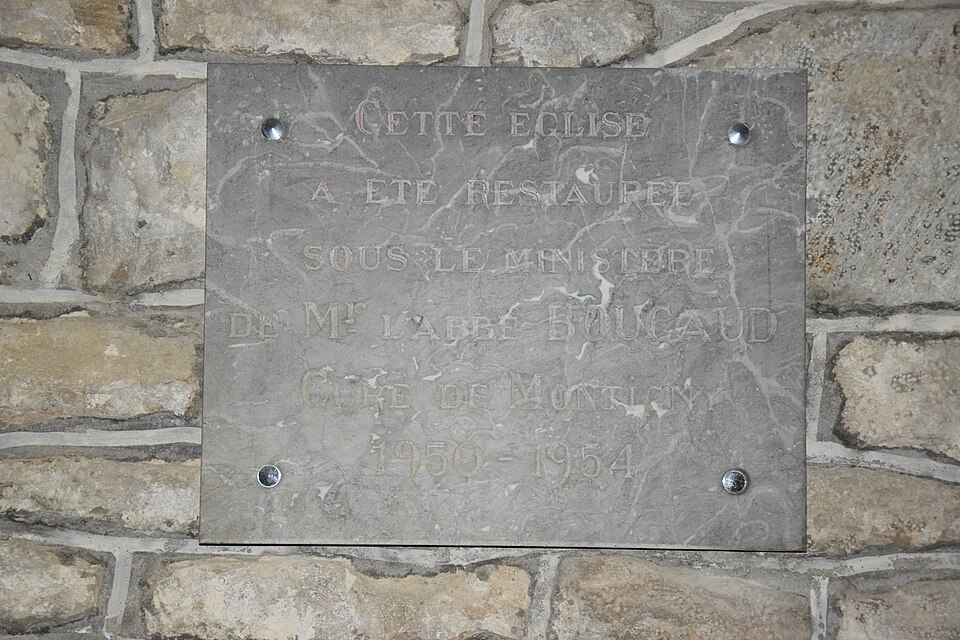 CETTE EGLISE
A ETE RESTAUREE
SOUS LE MINISTERE
DE Mr L'ABBE BOUGAUD
CURE DE MONTIGNY
1950 - 1954